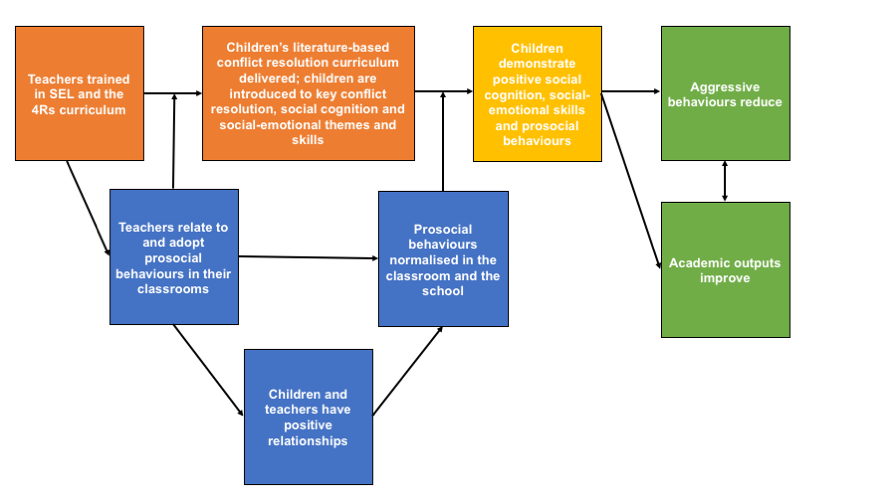 Teachers trained
in SEL and the
4Rs curriculum
Children's literature-based
conflict resolution curriculum
delivered; children are
introduced to key conflict
resolution, social cognition and
social-emotional themes and
skills
Children
demonstrate
positive social
cognition, social-
emotional skills
and prosocial
behaviours
Aggressive
behaviours reduce
Teachers relate to
and adopt
prosocial
behaviours in their
classrooms
Prosocial
behaviours
normalised in the
classroom and the
school
Academic outputs
improve
Children and
teachers have
positive
relationships